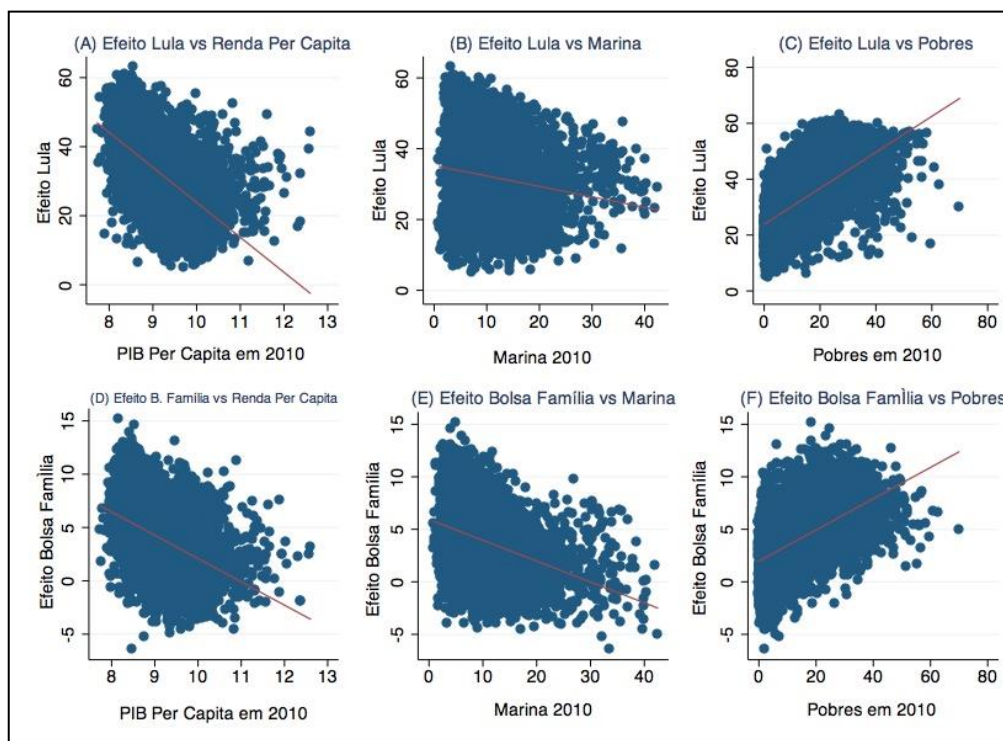 (A) Efeito Lula vs Renda Per Capita
Efeito Lula
60
40
20
0
8 9 10 11 12 13
PIB Per Capita em 2010
(B) Efeito Lula vs Marina
Efeito Lula
60
40
20
0
0 10 20 30 40
Marina 2010
(C) Efeito Lula vs Pobres
Efeito Lula
80
60
40
20
0
0 20 40 60 80
Pobres em 2010
(D) Efeito B. Família vs Renda Per Capita
Efeito Bolsa FamÌlia
15
10
5
0
-5
8 9 10 11 12 13
PIB Per Capita em 2010
(E) Efeito Bolsa Família vs Marina
Efeito Bolsa Família
15
10
5
0
-5
0 10 20 30 40
Marina 2010
(F) Efeito Bolsa FamÌlia vs Pobres
Efeito Bolsa Família
15
10
5
0
-5
0 20 40 60 80
Pobres em 2010